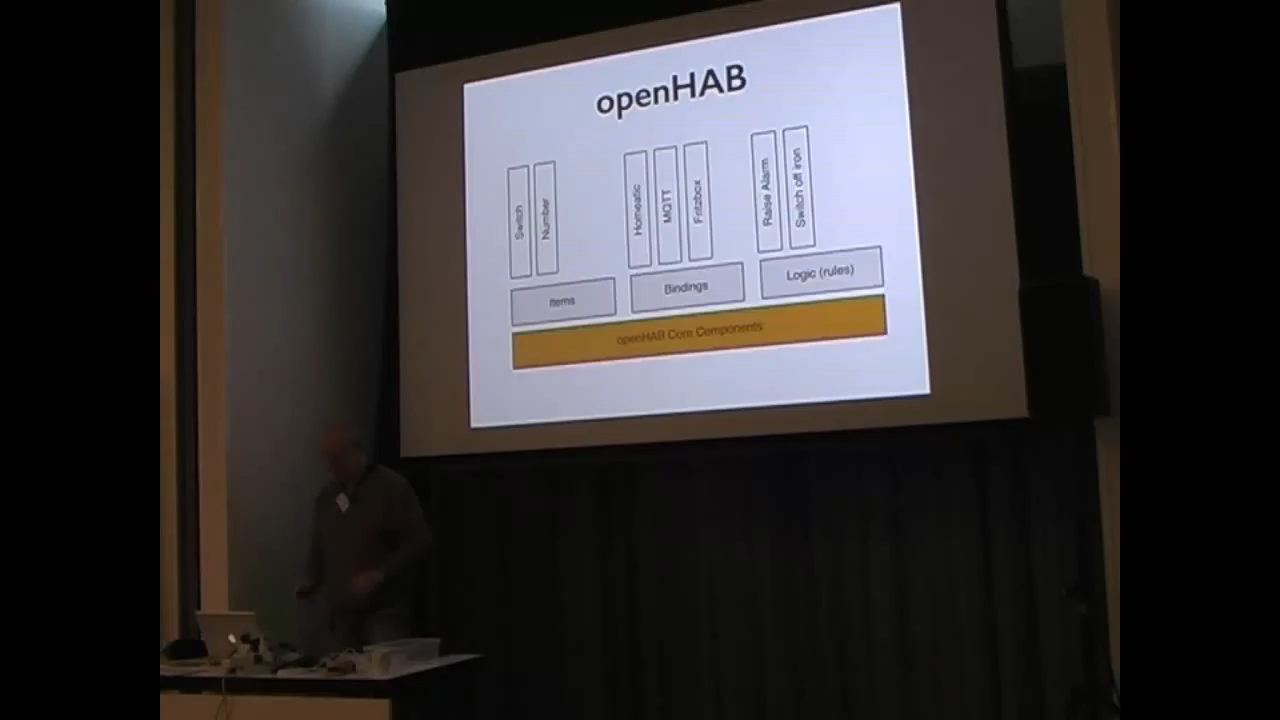 openHAB
Switch
Number
Homeatic
MQTT
Fritzbox
Raise Alarm
Switch off iron
Items
Bindings
Logic (rules)
openHAB Core Components